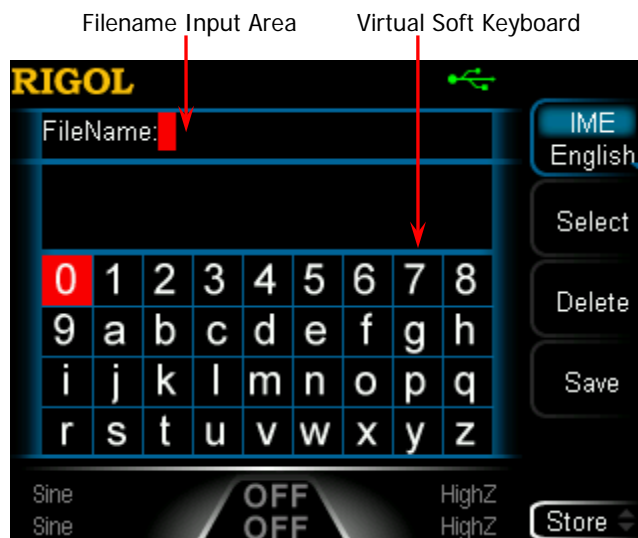 Filename Input Area
Virtual Soft Keyboard
RIGOL
FileName:
IME
English
Select
Delete
Save
0 1 2 3 4 5 6 7 8
9 a b c d e f g h
i j k l m n o p q
r s t u v w x y z
Sine OFF HighZ
Sine OFF HighZ
Store